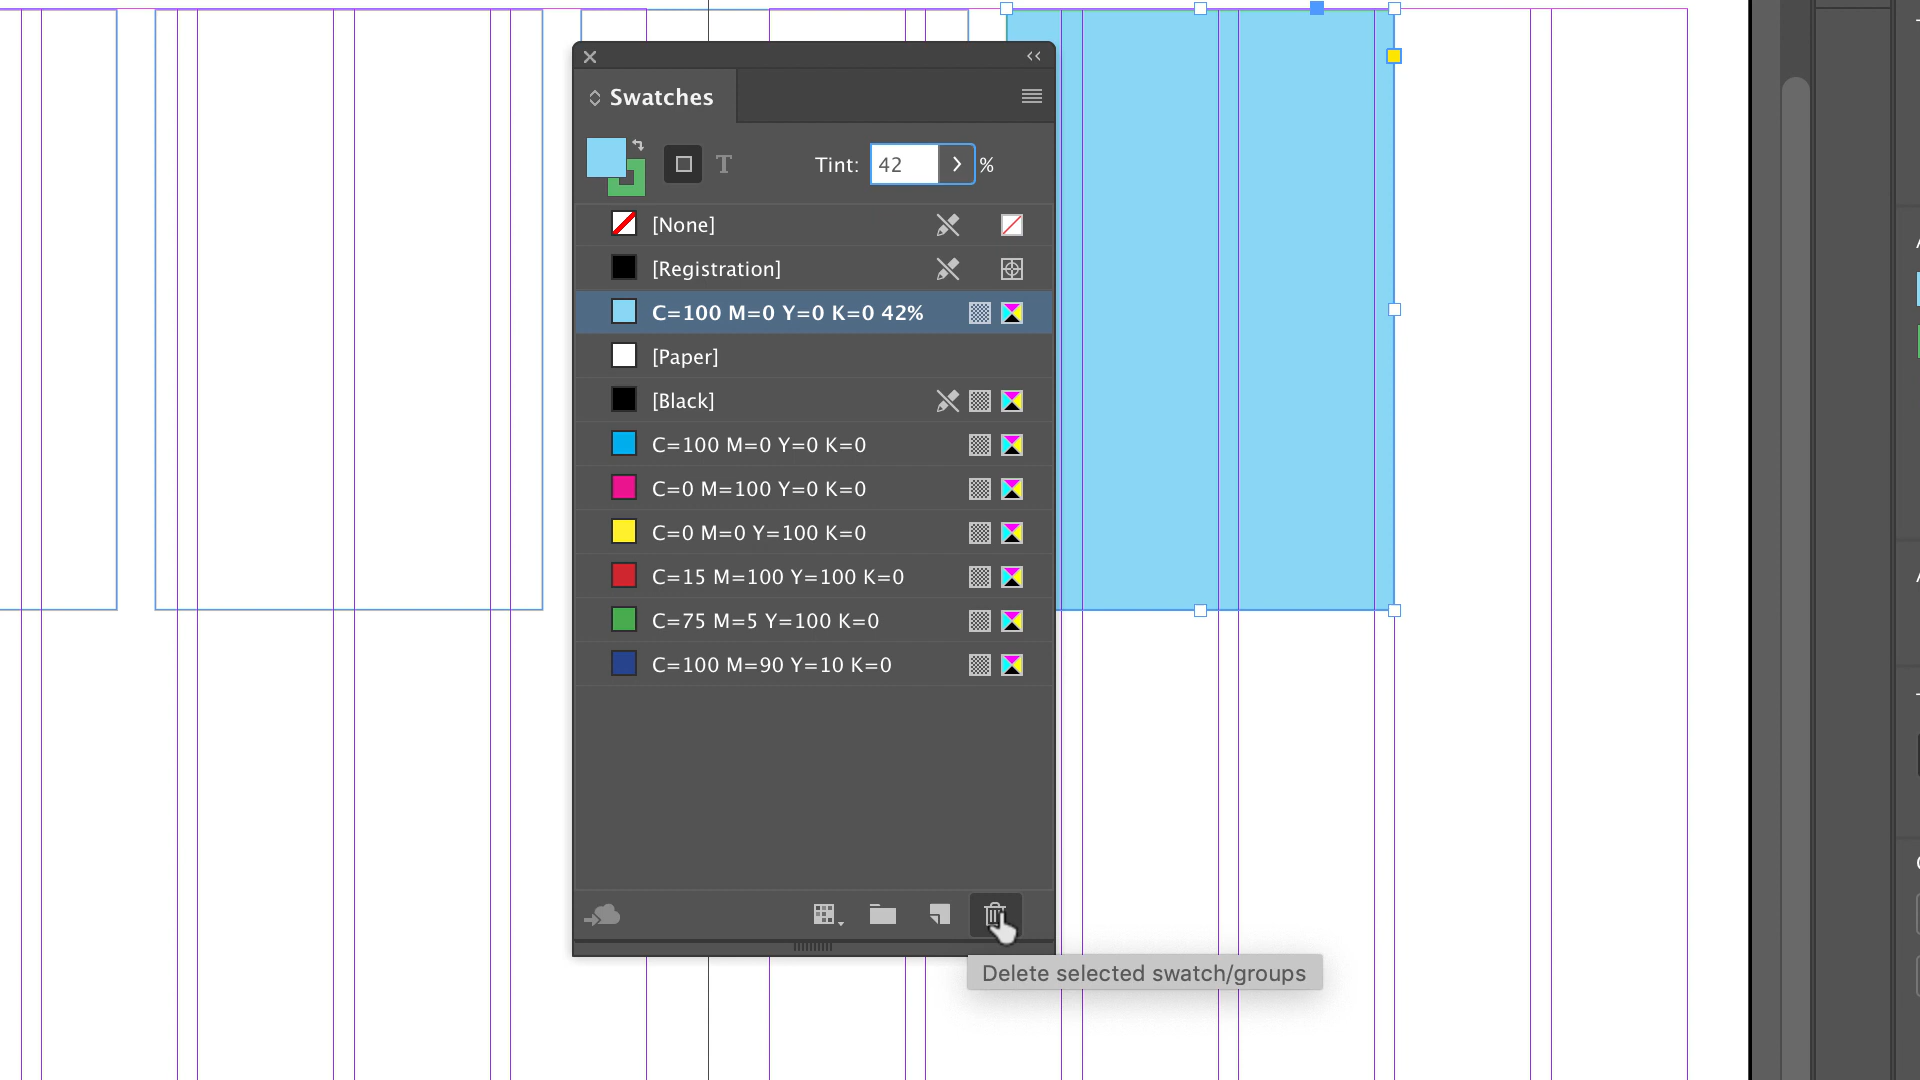 Swatches
T
Tint: 42 %
[None]
[Registration]
C=100 M=0 Y=0 K=0 42%
[Paper]
[Black]
C=100 M=0 Y=0 K=0
C=0 M=100 Y=0 K=0
C=0 M=0 Y=100 K=0
C=15 M=100 Y=100 K=0
C=75 M=5 Y=100 K=0
C=100 M=90 Y=10 K=0
Delete selected swatch/groups